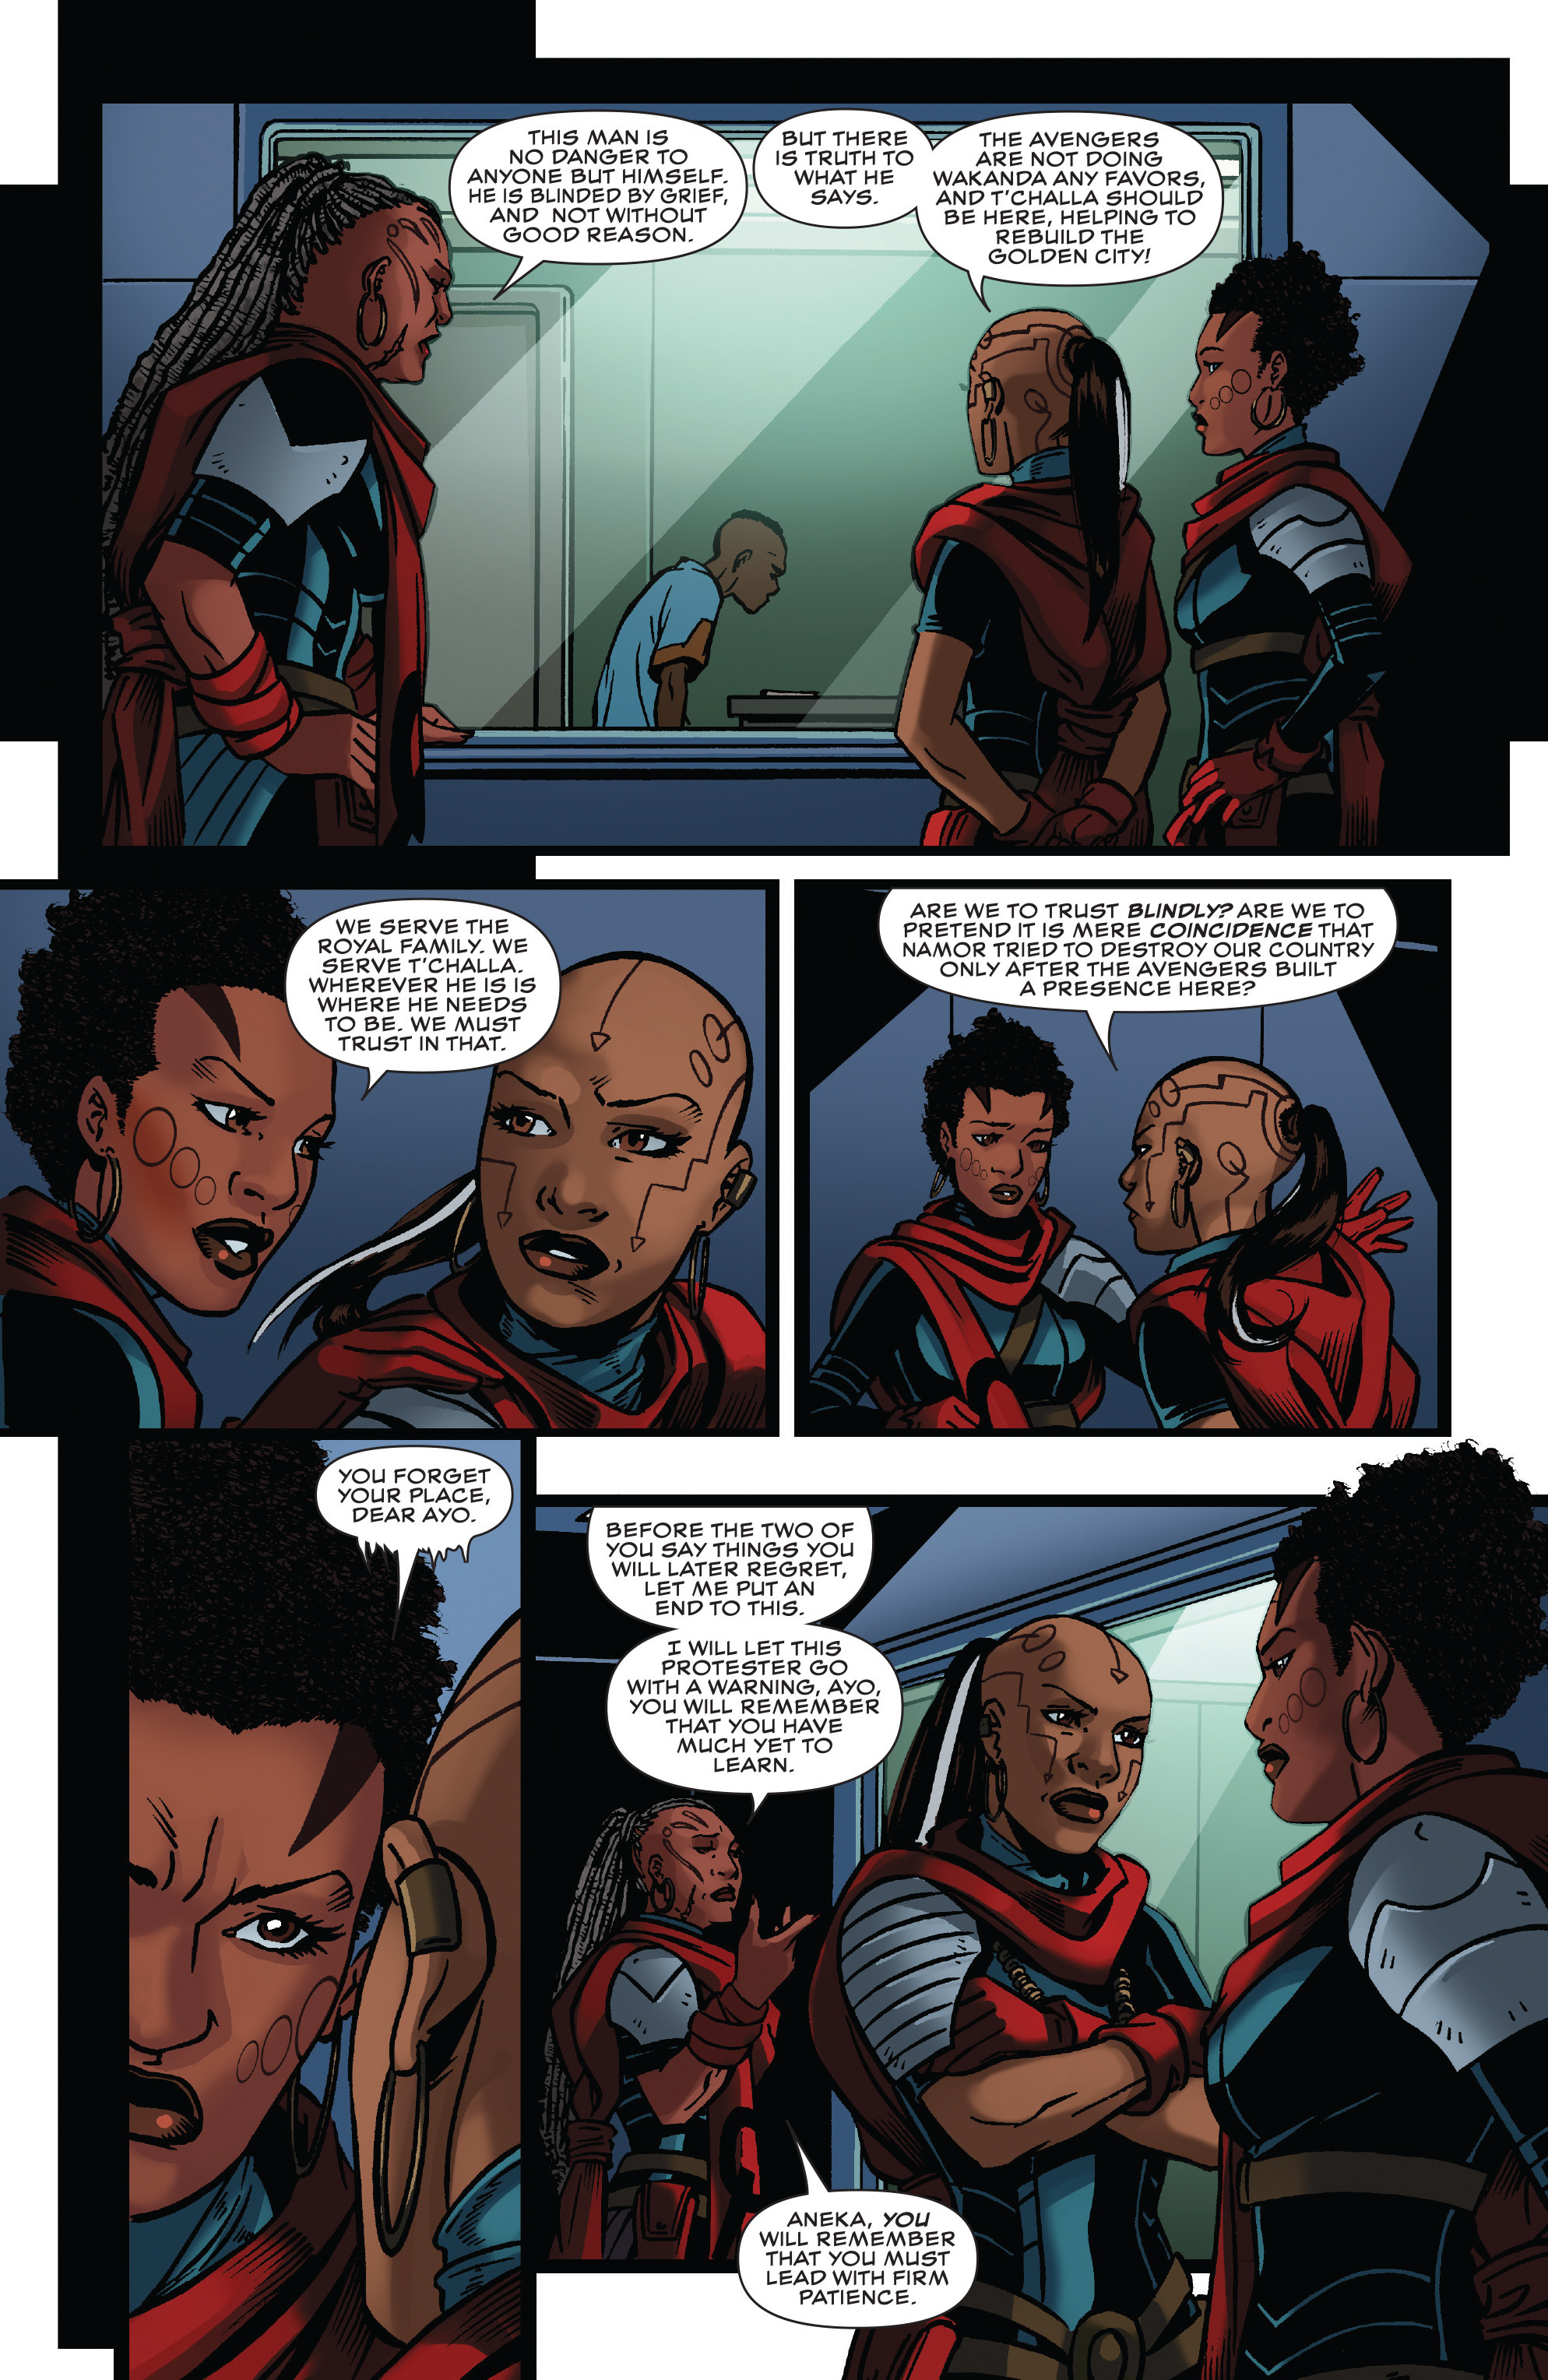 THIS MAN IS
NO DANGER TO
ANYONE BUT HIMSELF.
HE IS BLINDED BY GRIEF,
AND NOT WITHOUT
GOOD REASON.
BUT THERE
IS TRUTH TO
WHAT HE
SAYS.
THE AVENGERS
ARE NOT DOING
WAKANDA ANY FAVORS,
AND T'CHALLA SHOULD
BE HERE, HELPING TO
REBUILD THE
GOLDEN CITY!
WE SERVE THE
ROYAL FAMILY. WE
SERVE T'CHALLA.
WHEREVER HE IS IS
WHERE HE NEEDS
TO BE. WE MUST
TRUST IN THAT.
ARE WE TO TRUST BLINDLY? ARE WE TO
PRETEND IT IS MERE COINCIDENCE THAT
NAMOR TRIED TO DESTROY OUR COUNTRY
ONLY AFTER THE AVENGERS BUILT
A PRESENCE HERE?
YOU FORGET
YOUR PLACE,
DEAR AYO.
BEFORE THE TWO OF
YOU SAY THINGS YOU
WILL LATER REGRET,
LET ME PUT AN
END TO THIS.
I WILL LET THIS
PROTESTER GO
WITH A WARNING, AYO,
YOU WILL REMEMBER
THAT YOU HAVE
MUCH YET TO
LEARN.
ANEKA, YOU
WILL REMEMBER
THAT YOU MUST
LEAD WITH FIRM
PATIENCE.